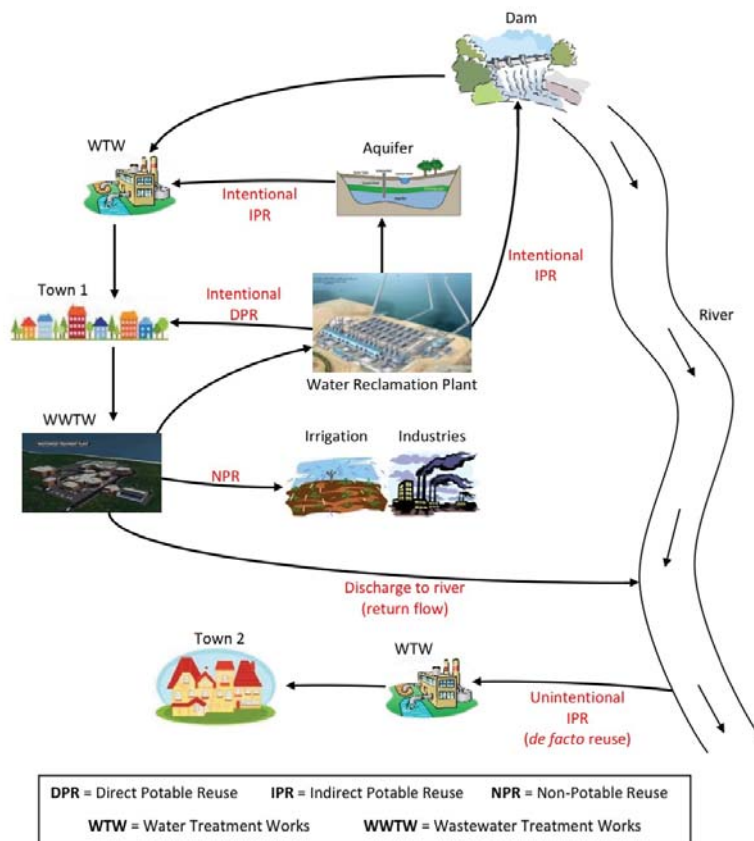 Dam
WTW
Aquifer
Intentional
IPR
Intentional
IPR
Town 1
Intentional
DPR
River
Water Reclamation Plant
WWTW
Irrigation
Industries
NPR
Discharge to river
(return flow)
Town 2
WTW
Unintentional
IPR
(de facto reuse)
DPR = Direct Potable Reuse IPR = Indirect Potable Reuse NPR = Non-Potable Reuse
WTW = Water Treatment Works WWTW = Wastewater Treatment Works